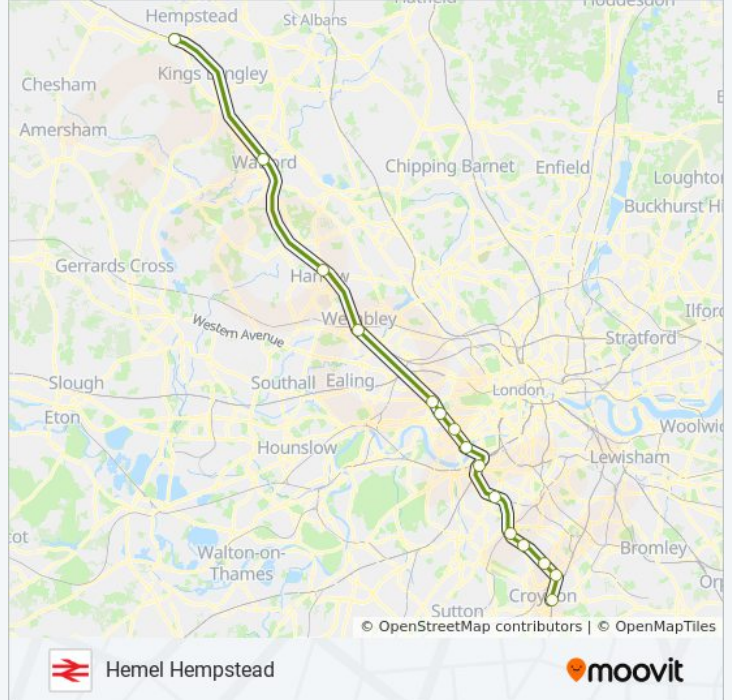 Hempstead
St Albans
Kings Langley
Chesham
Amersham
Watford
Chipping Barnet
Enfield
Loughton
Buckhurst Hi
Gerrards Cross
Harrow
Wembley
Western Avenue
Ilford
Stratford
Slough
Southall
Ealing
London
Eton
Woolwic
Hounslow
Lewisham
Bromley
Walton-on-
Thames
Croydon
Sutton
© OpenStreetMap contributors | © OpenMapTiles
Hemel Hempstead
moovit